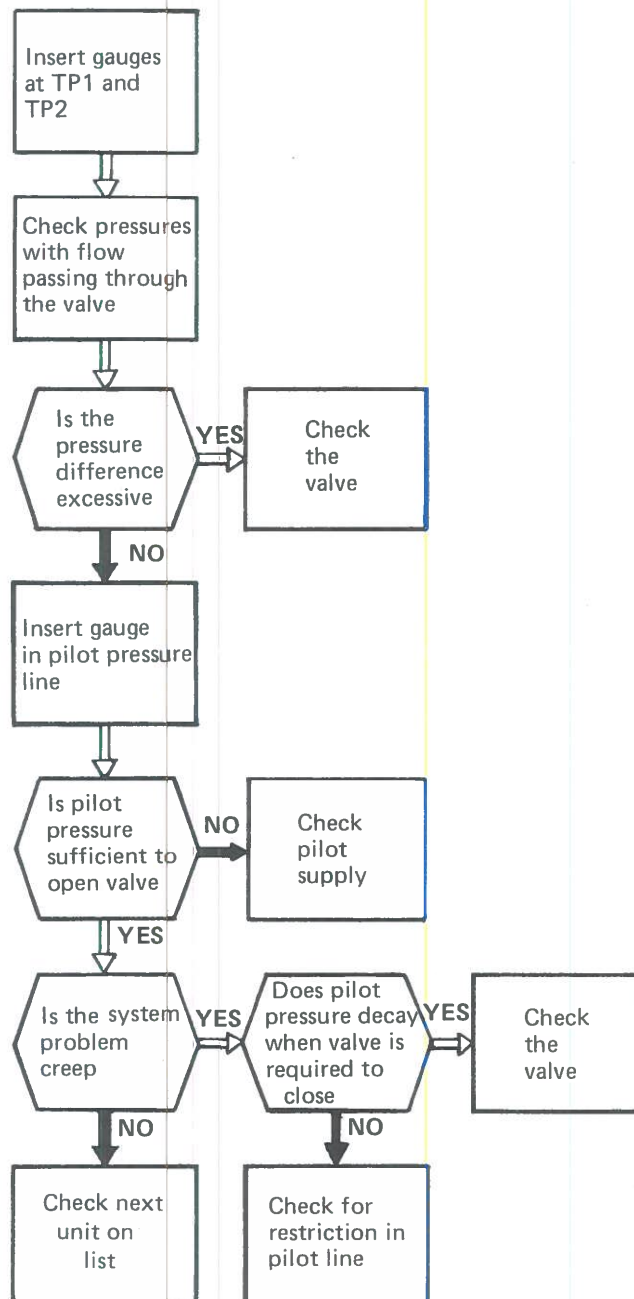 Insert gauges
at TP1 and
TP2
Check pressures
with flow
passing through
the valve
Is the
pressure
difference
excessive
YES
Check
the
valve
NO
Insert gauge
in pilot pressure
line
Is pilot
pressure
sufficient to
open valve
NO
Check
pilot
supply
YES
Is the system
problem
creep
YES
Does pilot
pressure decay
when valve is
required to
close
YES
Check
the
valve
NO
Check next
unit on
list
NO
Check for
restriction in
pilot line